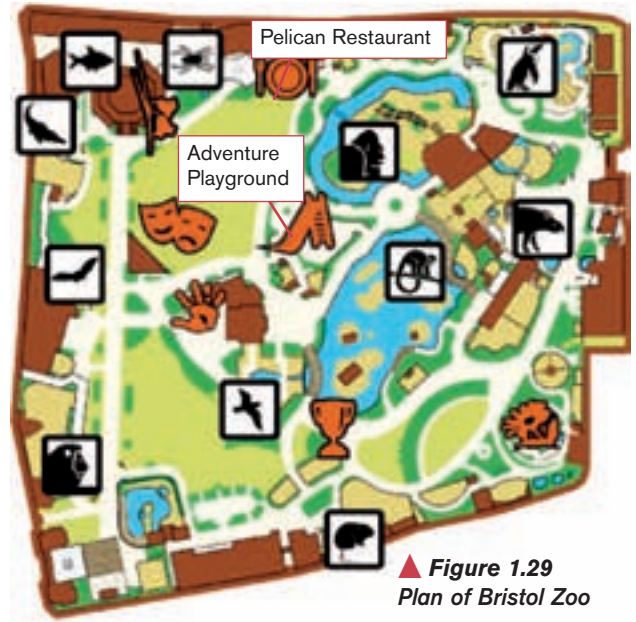 Pelican Restaurant
Adventure
Playground
Figure 1.29
Plan of Bristol Zoo